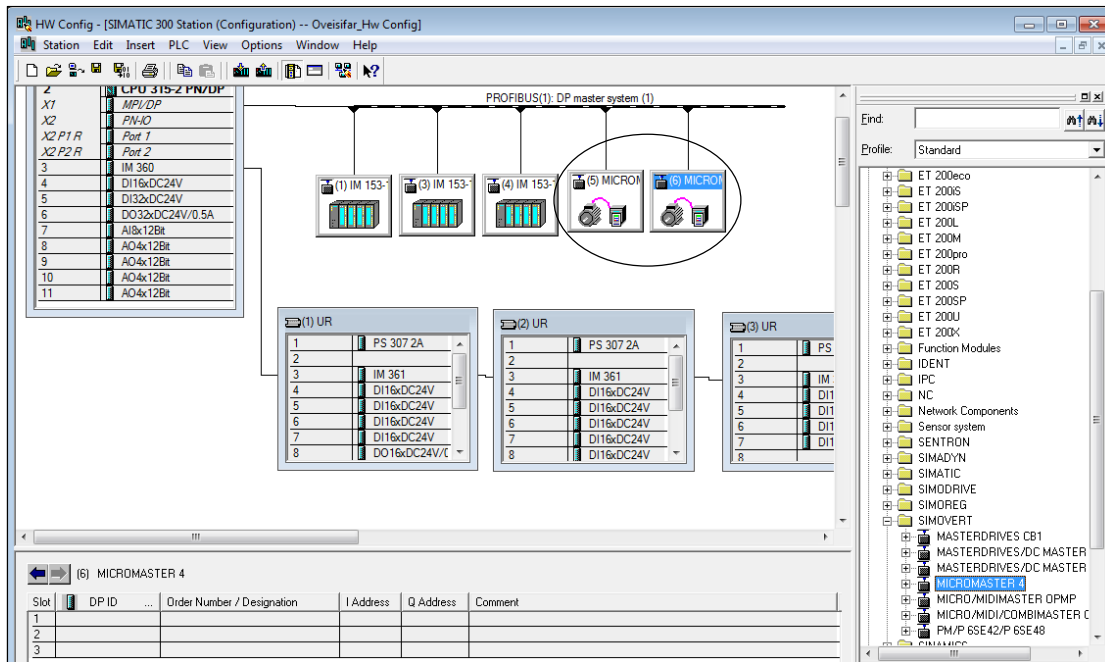 HW Config - [SIMATIC 300 Station (Configuration) -- Oveisifar_Hw Config]
Station Edit Insert PLC View Options Window Help
2 CPU 315-2 PN/DP
X1 MPI/DP
X2 PN-IO
X2 P1 R Port 1
X2 P2 R Port 2
3 IM 360
4 DI16xDC24V
5 DI32xDC24V
6 DO32xDC24V/0.5A
7 AI8x12Bit
8 AO4x12Bit
9 AO4x12Bit
10 AO4x12Bit
11 AO4x12Bit
PROFIBUS(1): DP master system (1)
(1) IM 153-1
(3) IM 153-1
(4) IM 153-1
(5) MICROM
(6) MICROM
(1) UR
1 PS 307 2A
2
3 IM 361
4 DI16xDC24V
5 DI16xDC24V
6 DI16xDC24V
7 DI16xDC24V
8 DO16xDC24V/0
(2) UR
1 PS 307 2A
2
3 IM 361
4 DI16xDC24V
5 DI16xDC24V
6 DI16xDC24V
7 DI16xDC24V
8 DI16xDC24V
(3) UR
1 PS
2
3 IM
4 DI1
5 DI1
6 DI1
7 DI1
8
Find:
Profile: Standard
ET 200eco
ET 200iS
ET 200iSP
ET 200L
ET 200M
ET 200pro
ET 200R
ET 200S
ET 200SP
ET 200U
ET 200X
Function Modules
IDENT
IPC
NC
Network Components
Sensor system
SENTRON
SIMADYN
SIMATIC
SIMODRIVE
SIMOREG
SIMOVERT
MASTERDRIVES CB1
MASTERDRIVES/DC MASTER
MASTERDRIVES/DC MASTER
MICROMASTER 4
MICRO/MIDIMASTER OPMP
MICRO/MIDI/COMBIMASTER
PM/P 6SE42/P 6SE48
SINAMICS
(6) MICROMASTER 4
Slot DP ID ... Order Number / Designation I Address Q Address Comment
1
2
3